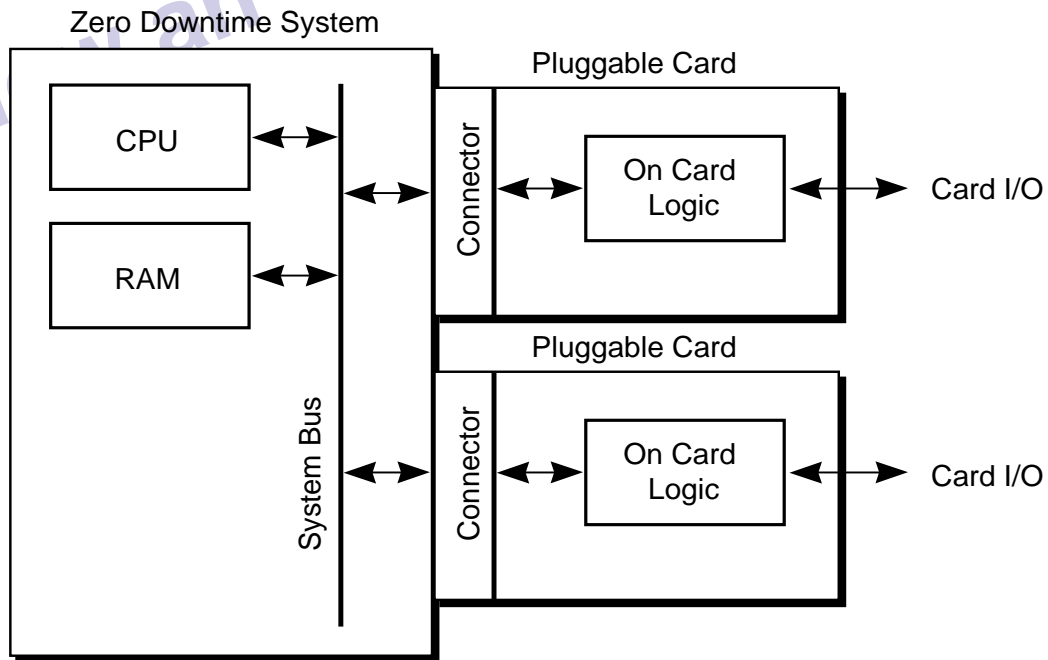 Zero Downtime System
Pluggable Card
CPU
RAM
System Bus
Connector
On Card
Logic
Card I/O
Pluggable Card
Connector
On Card
Logic
Card I/O